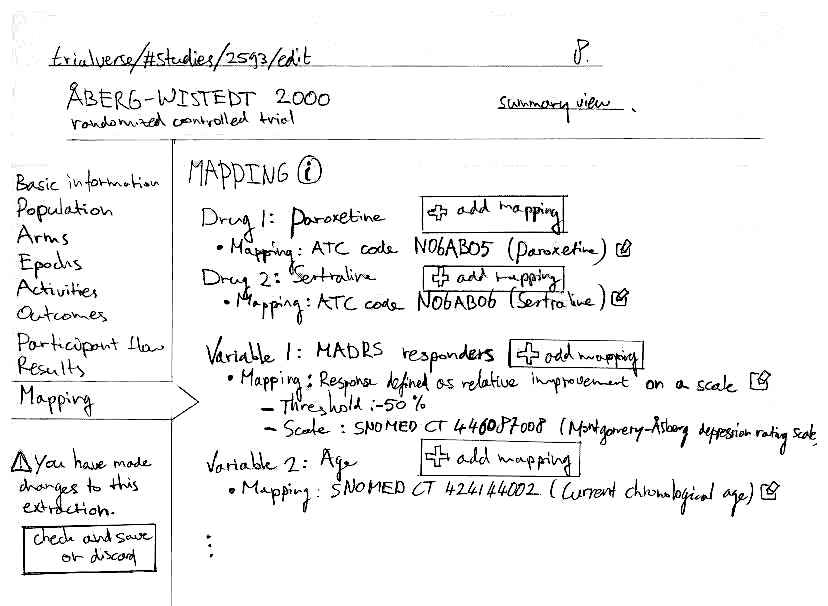 trialverse/#studies/2593/edit
8.
ÅBERG-WISTEDT 2000
randomized controlled trial
summary view.
Basic information
Population
Arms
Epochs
Activities
Outcomes
Participant flow
Results
Mapping
⚠ You have made
changes to this
extraction.
check and save
or discard
MAPPING ⓘ
Drug 1: Paroxetine + add mapping
• Mapping: ATC code N06AB05 (Paroxetine)
Drug 2: Sertraline + add mapping
• Mapping: ATC code N06AB06 (Sertraline)
Variable 1: MADRS responders + add mapping
• Mapping: Response defined as relative improvement on a scale
– Threshold: -50%
– Scale: SNOMED CT 446087008 (Montgomery-Åsberg depression rating scale
Variable 2: Age + add mapping
• Mapping: SNOMED CT 424144002 (Current chronological age)